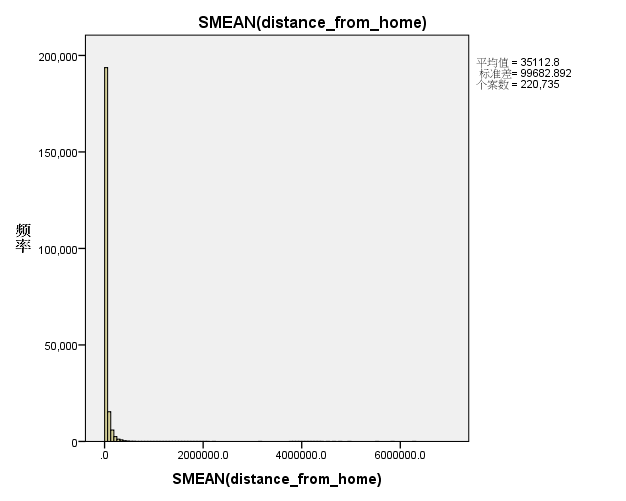 SMEAN(distance_from_home)
平均值 = 35112.8
标准差= 99682.892
个案数 = 220,735
200,000
150,000
100,000
50,000
0
频率
.0 2000000.0 4000000.0 6000000.0
SMEAN(distance_from_home)